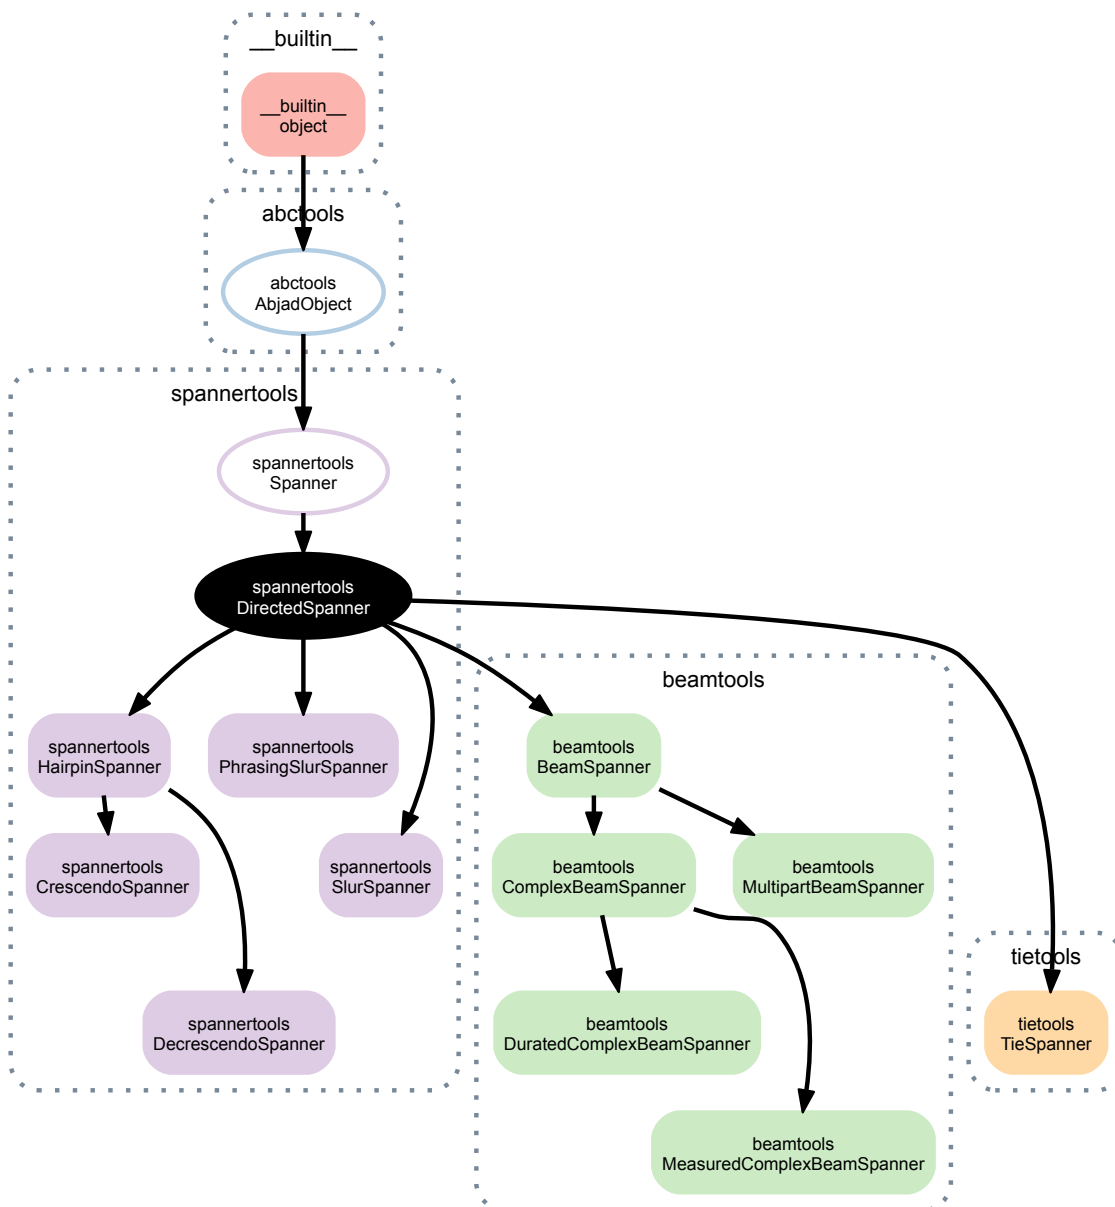 __builtin__
__builtin__
object
abctools
abctools
AbjadObject
spannertools
spannertools
Spanner
spannertools
DirectedSpanner
beamtools
spannertools
HairpinSpanner
spannertools
PhrasingSlurSpanner
beamtools
BeamSpanner
spannertools
CrescendoSpanner
spannertools
SlurSpanner
beamtools
ComplexBeamSpanner
beamtools
MultipartBeamSpanner
tietools
spannertools
DecrescendoSpanner
beamtools
DuratedComplexBeamSpanner
tietools
TieSpanner
beamtools
MeasuredComplexBeamSpanner